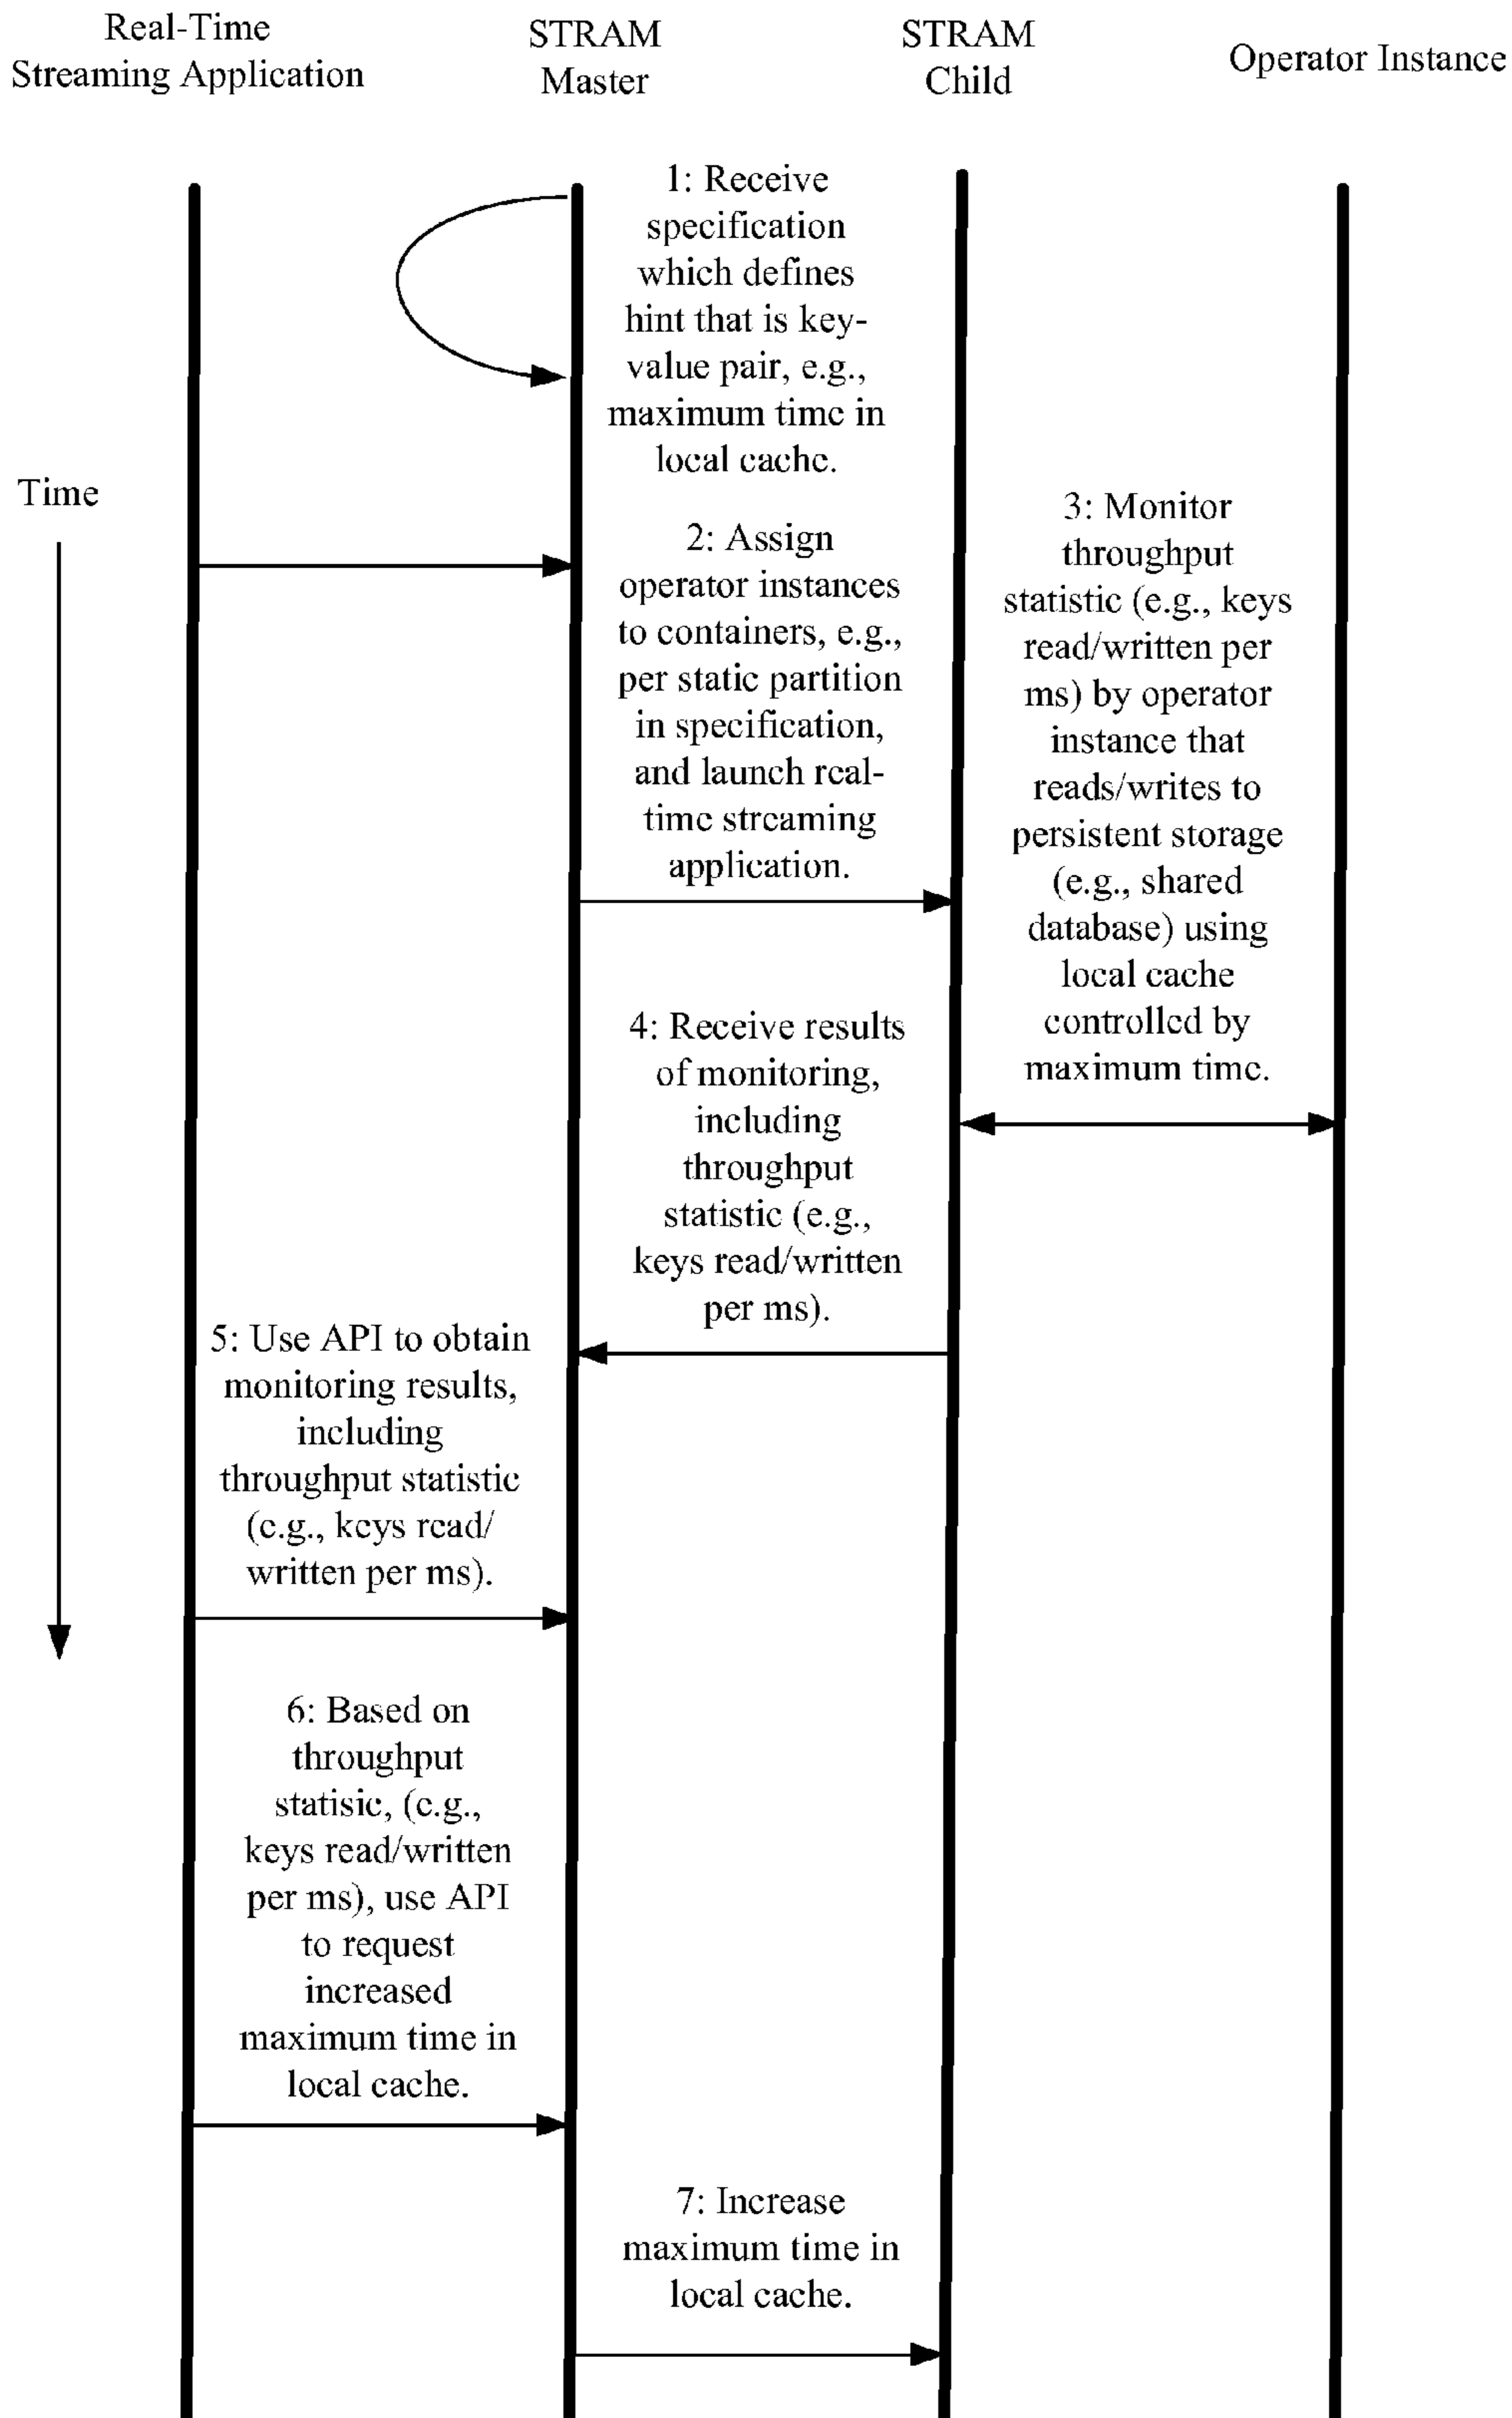 Real-Time
Streaming Application
STRAM
Master
STRAM
Child
Operator Instance
1: Receive
specification
which defines
hint that is key-
value pair, e.g.,
maximum time in
local cache.
Time
2: Assign
operator instances
to containers, e.g.,
per static partition
in specification,
and launch real-
time streaming
application.
3: Monitor
throughput
statistic (e.g., keys
read/written per
ms) by operator
instance that
reads/writes to
persistent storage
(e.g., shared
database) using
local cache
controlled by
maximum time.
4: Receive results
of monitoring,
including
throughput
statistic (e.g.,
keys read/written
per ms).
5: Use API to obtain
monitoring results,
including
throughput statistic
(e.g., keys read/
written per ms).
6: Based on
throughput
statisic, (e.g.,
keys read/written
per ms), use API
to request
increased
maximum time in
local cache.
7: Increase
maximum time in
local cache.